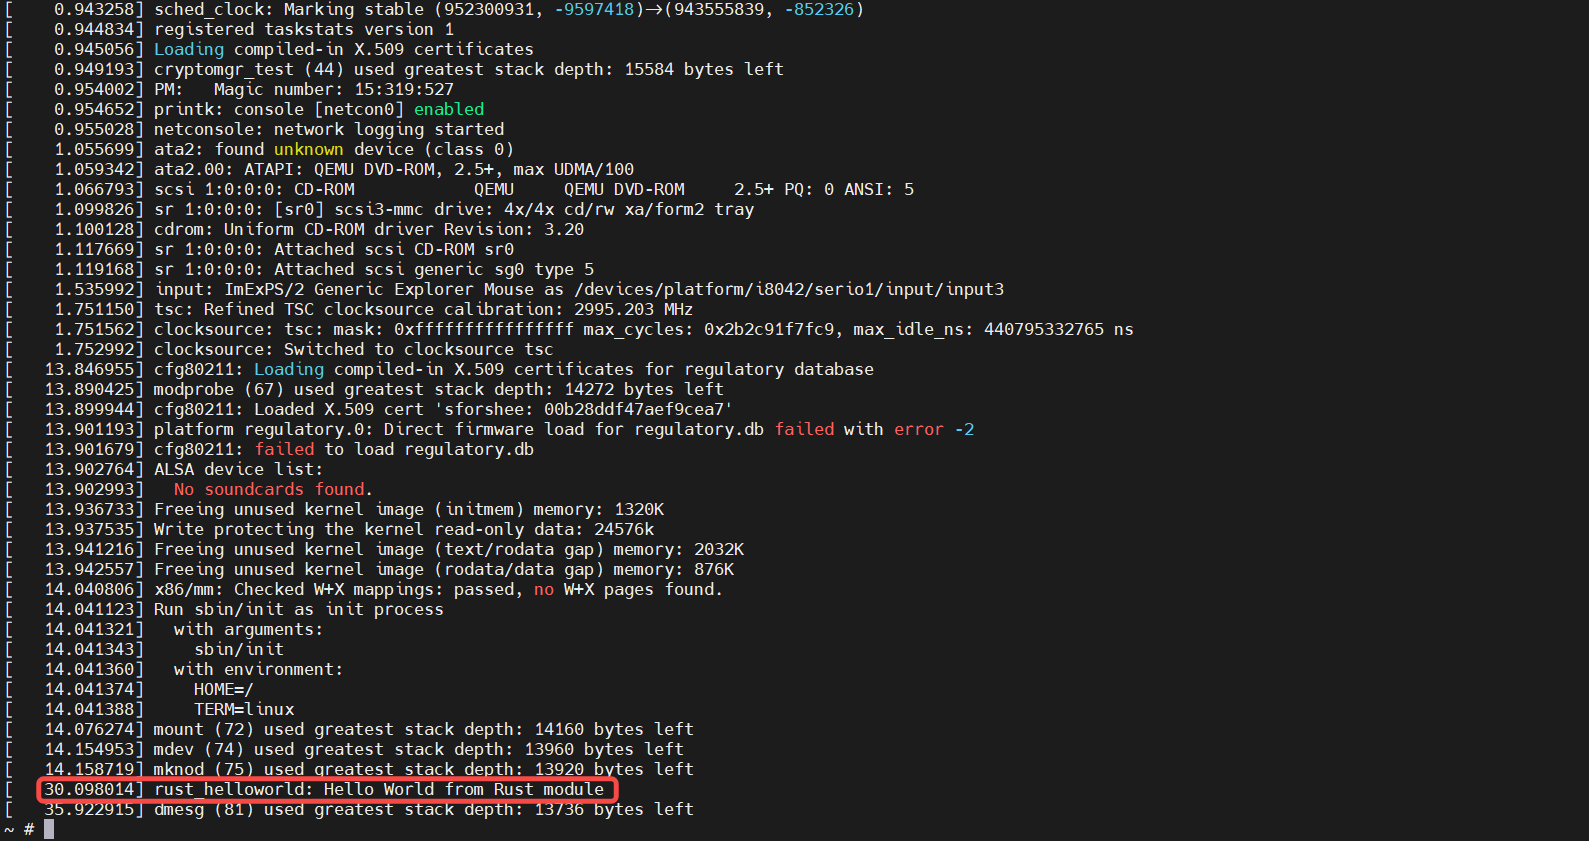 [    0.943258] sched_clock: Marking stable (952300931, -9597418)->(943555839, -852326)
[    0.944834] registered taskstats version 1
[    0.945056] Loading compiled-in X.509 certificates
[    0.949193] cryptomgr_test (44) used greatest stack depth: 15584 bytes left
[    0.954002] PM:   Magic number: 15:319:527
[    0.954652] printk: console [netcon0] enabled
[    0.955028] netconsole: network logging started
[    1.055699] ata2: found unknown device (class 0)
[    1.059342] ata2.00: ATAPI: QEMU DVD-ROM, 2.5+, max UDMA/100
[    1.066793] scsi 1:0:0:0: CD-ROM            QEMU     QEMU DVD-ROM     2.5+ PQ: 0 ANSI: 5
[    1.099826] sr 1:0:0:0: [sr0] scsi3-mmc drive: 4x/4x cd/rw xa/form2 tray
[    1.100128] cdrom: Uniform CD-ROM driver Revision: 3.20
[    1.117669] sr 1:0:0:0: Attached scsi CD-ROM sr0
[    1.119168] sr 1:0:0:0: Attached scsi generic sg0 type 5
[    1.535992] input: ImExPS/2 Generic Explorer Mouse as /devices/platform/i8042/serio1/input/input3
[    1.751150] tsc: Refined TSC clocksource calibration: 2995.203 MHz
[    1.751562] clocksource: tsc: mask: 0xffffffffffffffff max_cycles: 0x2b2c91f7fc9, max_idle_ns: 440795332765 ns
[    1.752992] clocksource: Switched to clocksource tsc
[   13.846955] cfg80211: Loading compiled-in X.509 certificates for regulatory database
[   13.890425] modprobe (67) used greatest stack depth: 14272 bytes left
[   13.899944] cfg80211: Loaded X.509 cert 'sforshee: 00b28ddf47aef9cea7'
[   13.901193] platform regulatory.0: Direct firmware load for regulatory.db failed with error -2
[   13.901679] cfg80211: failed to load regulatory.db
[   13.902764] ALSA device list:
[   13.902993]   No soundcards found.
[   13.936733] Freeing unused kernel image (initmem) memory: 1320K
[   13.937535] Write protecting the kernel read-only data: 24576k
[   13.941216] Freeing unused kernel image (text/rodata gap) memory: 2032K
[   13.942557] Freeing unused kernel image (rodata/data gap) memory: 876K
[   14.040806] x86/mm: Checked W+X mappings: passed, no W+X pages found.
[   14.041123] Run sbin/init as init process
[   14.041321]   with arguments:
[   14.041343]     sbin/init
[   14.041360]   with environment:
[   14.041374]     HOME=/
[   14.041388]     TERM=linux
[   14.076274] mount (72) used greatest stack depth: 14160 bytes left
[   14.154953] mdev (74) used greatest stack depth: 13960 bytes left
[   14.158719] mknod (75) used greatest stack depth: 13920 bytes left
[   30.098014] rust_helloworld: Hello World from Rust module
[   35.922915] dmesg (81) used greatest stack depth: 13736 bytes left
~ #